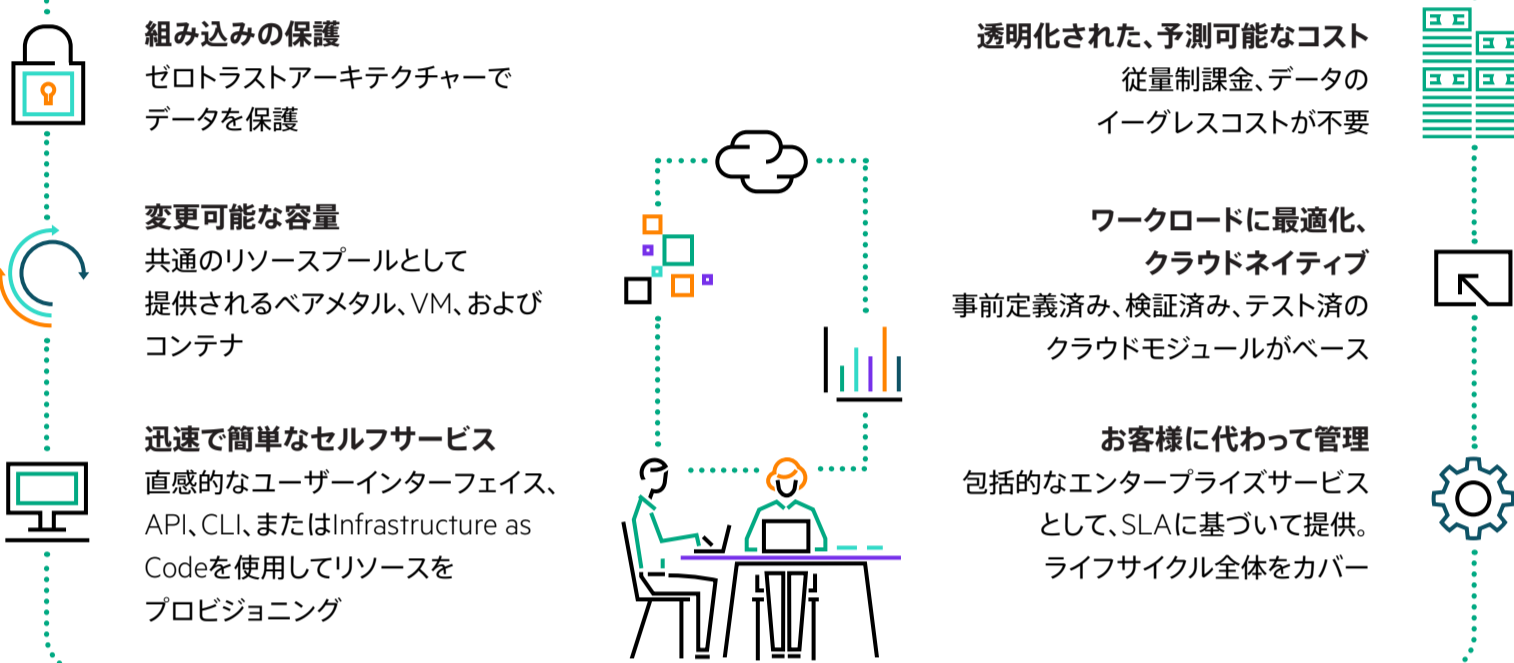 組み込みの保護
ゼロトラストアーキテクチャーで
データを保護
変更可能な容量
共通のリソースプールとして
提供されるベアメタル、VM、および
コンテナ
迅速で簡単なセルフサービス
直感的なユーザーインターフェイス、
API、CLI、またはInfrastructure as
Codeを使用してリソースを
プロビジョニング
透明化された、予測可能なコスト
従量制課金、データの
イーグレスコストが不要
ワークロードに最適化、
クラウドネイティブ
事前定義済み、検証済み、テスト済の
クラウドモジュールがベース
お客様に代わって管理
包括的なエンタープライズサービス
として、SLAに基づいて提供。
ライフサイクル全体をカバー